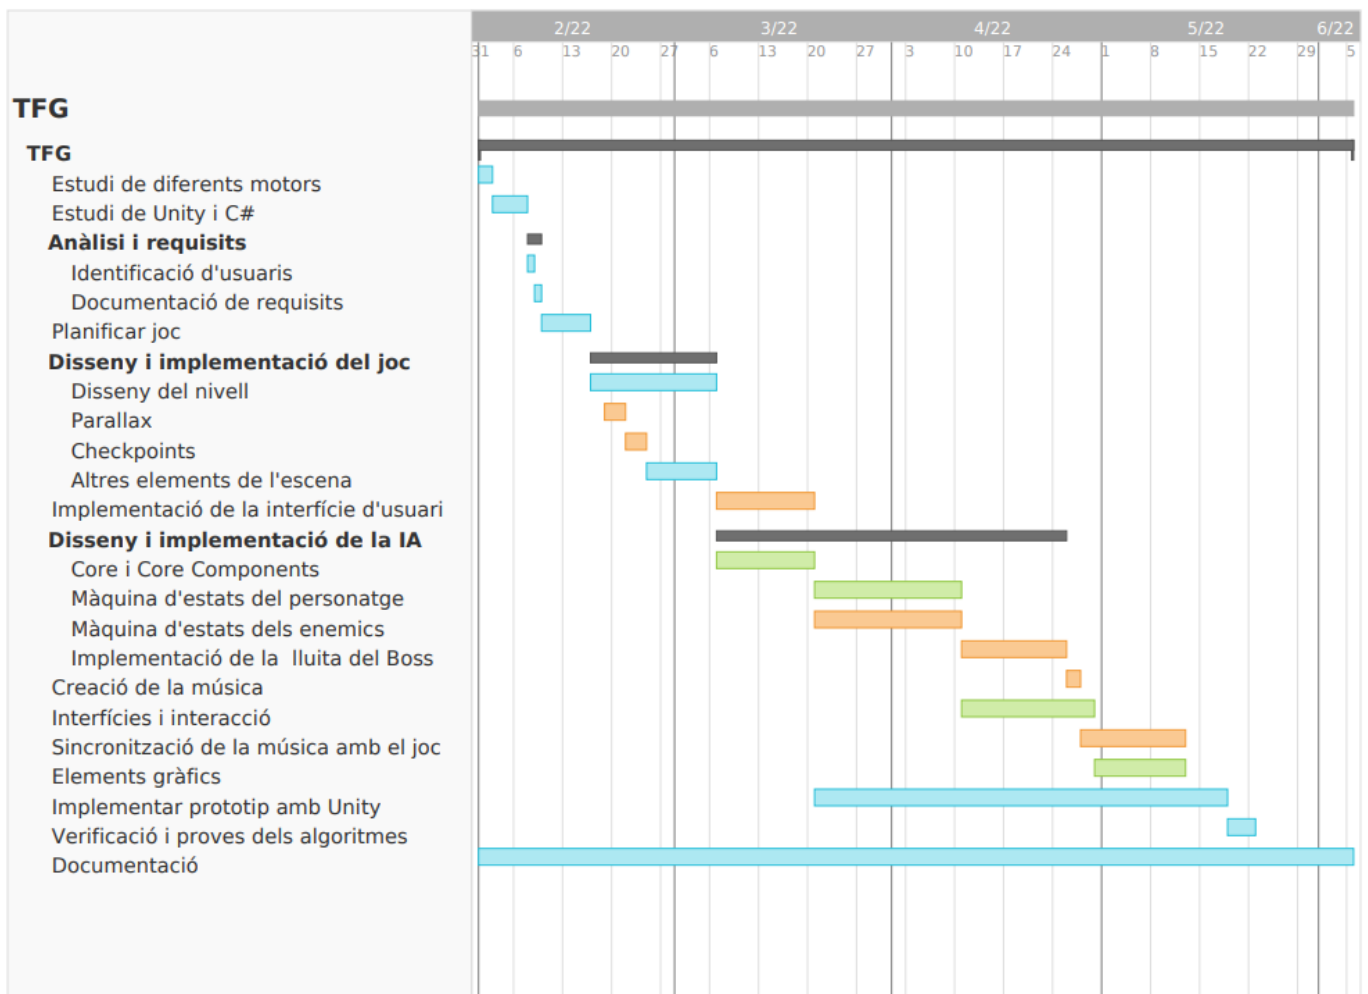 2/22 3/22 4/22 5/22 6/22
31 6 13 20 27 6 13 20 27 3 10 17 24 1 8 15 22 29 5
TFG
TFG
Estudi de diferents motors
Estudi de Unity i C#
Anàlisi i requisits
Identificació d'usuaris
Documentació de requisits
Planificar joc
Disseny i implementació del joc
Disseny del nivell
Parallax
Checkpoints
Altres elements de l'escena
Implementació de la interfície d'usuari
Disseny i implementació de la IA
Core i Core Components
Màquina d'estats del personatge
Màquina d'estats dels enemics
Implementació de la  lluita del Boss
Creació de la música
Interfícies i interacció
Sincronització de la música amb el joc
Elements gràfics
Implementar prototip amb Unity
Verificació i proves dels algoritmes
Documentació